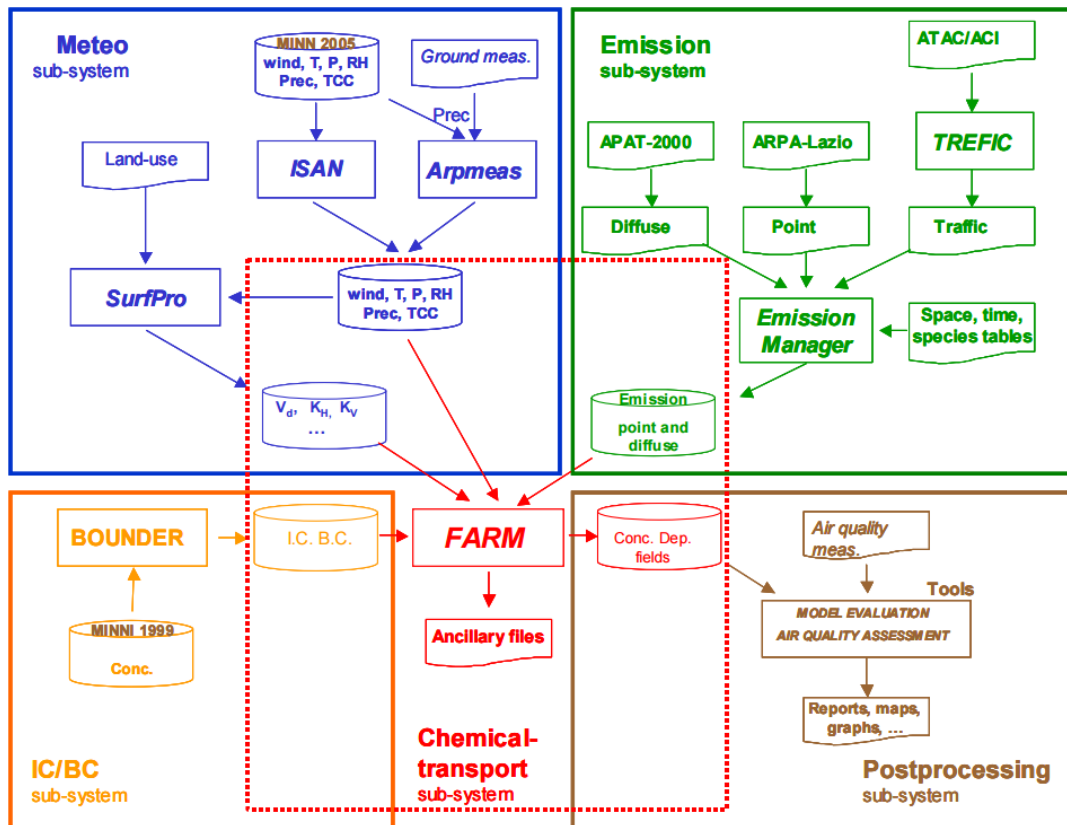 Meteo
sub-system
MINN 2005
wind, T, P, RH
Prec, TCC
Ground meas.
Prec
Land-use
ISAN
Arpmeas
SurfPro
wind, T, P, RH
Prec, TCC
V_d, K_H, K_V
...
Emission
sub-system
ATAC/ACI
APAT-2000
ARPA-Lazio
TREFIC
Diffuse
Point
Traffic
Emission
Manager
Space, time,
species tables
Emission
point and
diffuse
BOUNDER
I.C. B.C.
MINNI 1999
Conc.
IC/BC
sub-system
FARM
Conc. Dep.
fields
Ancillary files
Chemical-
transport
sub-system
Air quality
meas.
Tools
MODEL EVALUATION
AIR QUALITY ASSESSMENT
Reports, maps,
graphs, ...
Postprocessing
sub-system